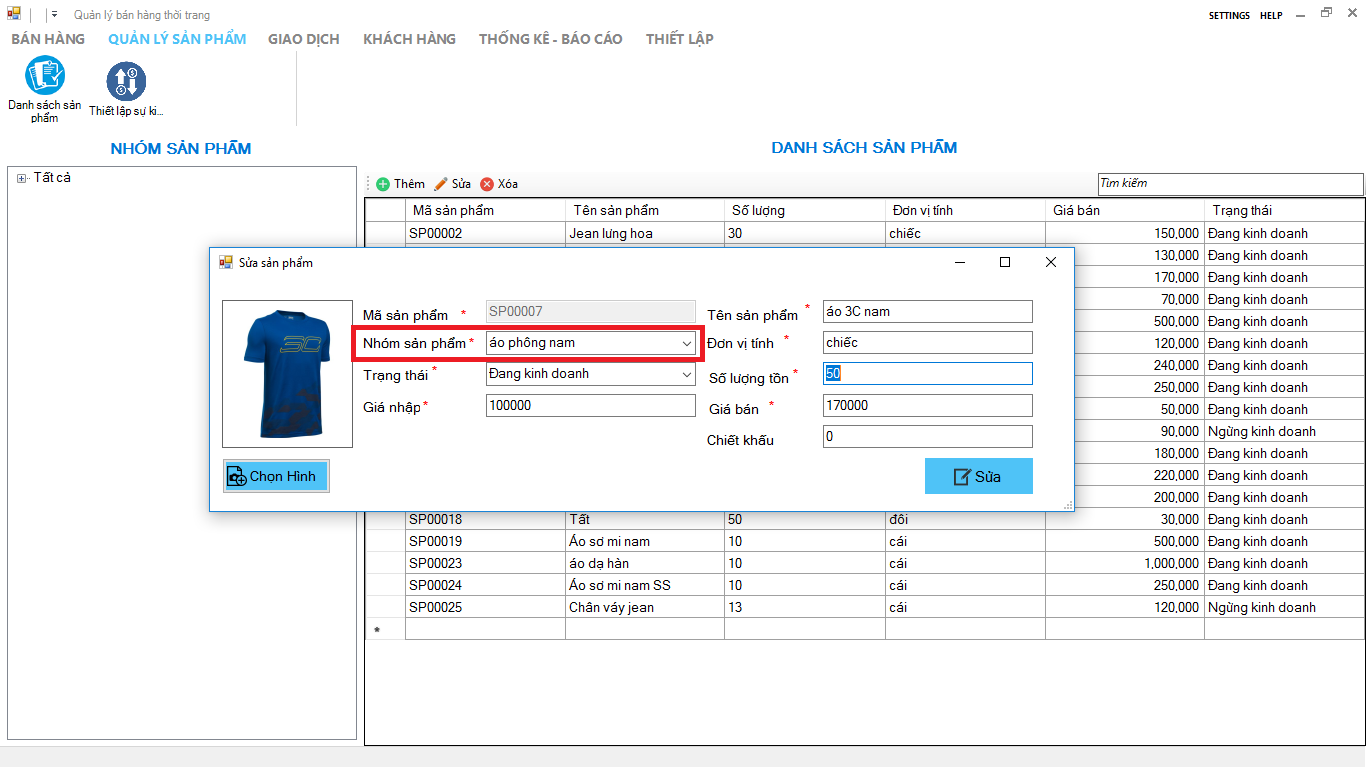 Quản lý bán hàng thời trang
SETTINGS HELP
BÁN HÀNG QUẢN LÝ SẢN PHẨM GIAO DỊCH KHÁCH HÀNG THỐNG KÊ - BÁO CÁO THIẾT LẬP
Danh sách sản phẩm
Thiết lập sự ki...
NHÓM SẢN PHẨM
Tất cả
DANH SÁCH SẢN PHẨM
Thêm Sửa Xóa
Tìm kiếm
Mã sản phẩm Tên sản phẩm Số lượng Đơn vị tính Giá bán Trạng thái
SP00002 Jean lưng hoa 30 chiếc 150,000 Đang kinh doanh
130,000 Đang kinh doanh
170,000 Đang kinh doanh
70,000 Đang kinh doanh
500,000 Đang kinh doanh
120,000 Đang kinh doanh
240,000 Đang kinh doanh
250,000 Đang kinh doanh
50,000 Đang kinh doanh
90,000 Ngừng kinh doanh
180,000 Đang kinh doanh
220,000 Đang kinh doanh
200,000 Đang kinh doanh
SP00018 Tất 50 đôi 30,000 Đang kinh doanh
SP00019 Áo sơ mi nam 10 cái 500,000 Đang kinh doanh
SP00023 áo dạ hàn 10 cái 1,000,000 Đang kinh doanh
SP00024 Áo sơ mi nam SS 10 cái 250,000 Đang kinh doanh
SP00025 Chân váy jean 13 cái 120,000 Ngừng kinh doanh
*
Sửa sản phẩm
3C
Mã sản phẩm * SP00007 Tên sản phẩm * áo 3C nam
Nhóm sản phẩm * áo phông nam Đơn vị tính * chiếc
Trạng thái * Đang kinh doanh Số lượng tồn * 50
Giá nhập * 100000 Giá bán * 170000
Chiết khấu 0
Chọn Hình
Sửa